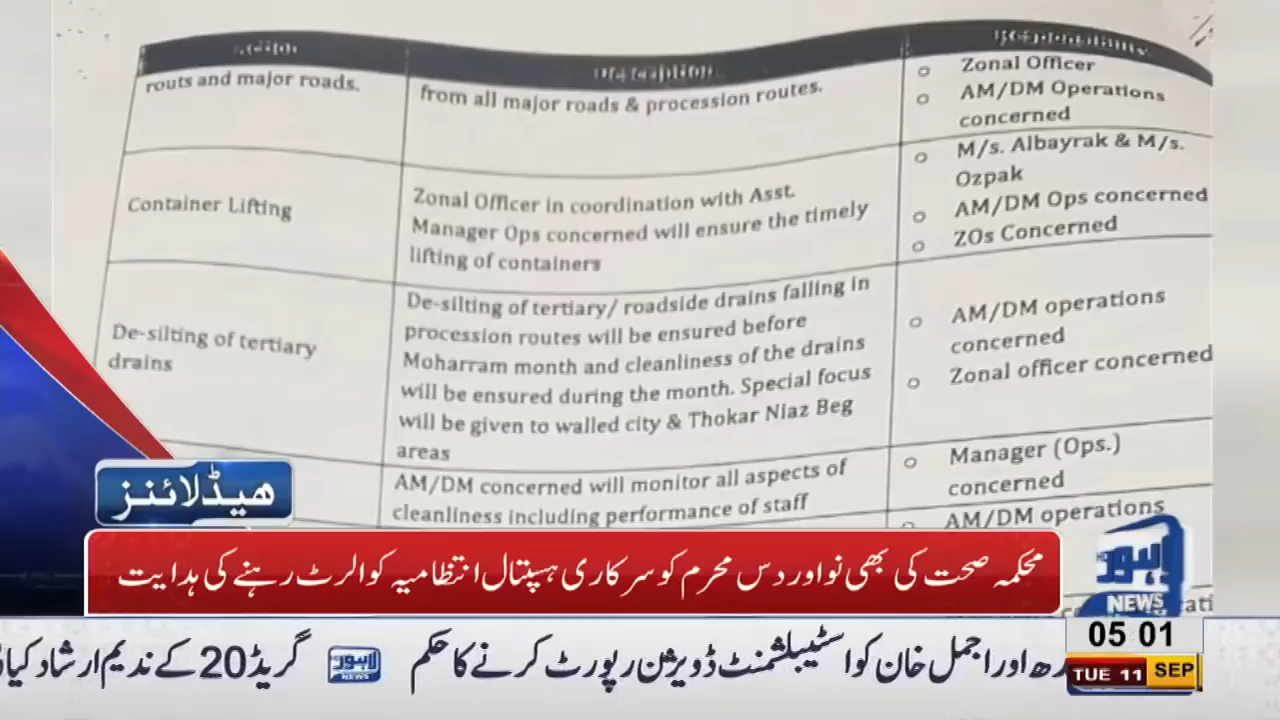 Action
Description
Responsibility
routs and major roads.
from all major roads & procession routes.
Zonal Officer
AM/DM Operations
concerned
Container Lifting
Zonal Officer in coordination with Asst.
Manager Ops concerned will ensure the timely
lifting of containers
M/s. Albayrak & M/s.
Ozpak
AM/DM Ops concerned
ZOs Concerned
De-silting of tertiary
drains
De-silting of tertiary/ roadside drains falling in
procession routes will be ensured before
Moharram month and cleanliness of the drains
will be ensured during the month. Special focus
will be given to walled city & Thokar Niaz Beg
areas
AM/DM operations
concerned
Zonal officer concerned
AM/DM concerned will monitor all aspects of
cleanliness including performance of staff
Manager (Ops.)
concerned
AM/DM operations
ھیڈلائنز
محکمہ صحت کی بھی نو اور دس محرم کو سرکاری ہسپتال انتظامیہ کو الرٹ رہنے کی ہدایت
لاہور
NEWS
05 01
TUE 11 SEP
اور اجمل خان کو اسٹیبلشمنٹ ڈویژن رپورٹ کرنے کا حکم
لاہور
NEWS
گریڈ 20 کے ندیم ارشاد کیا